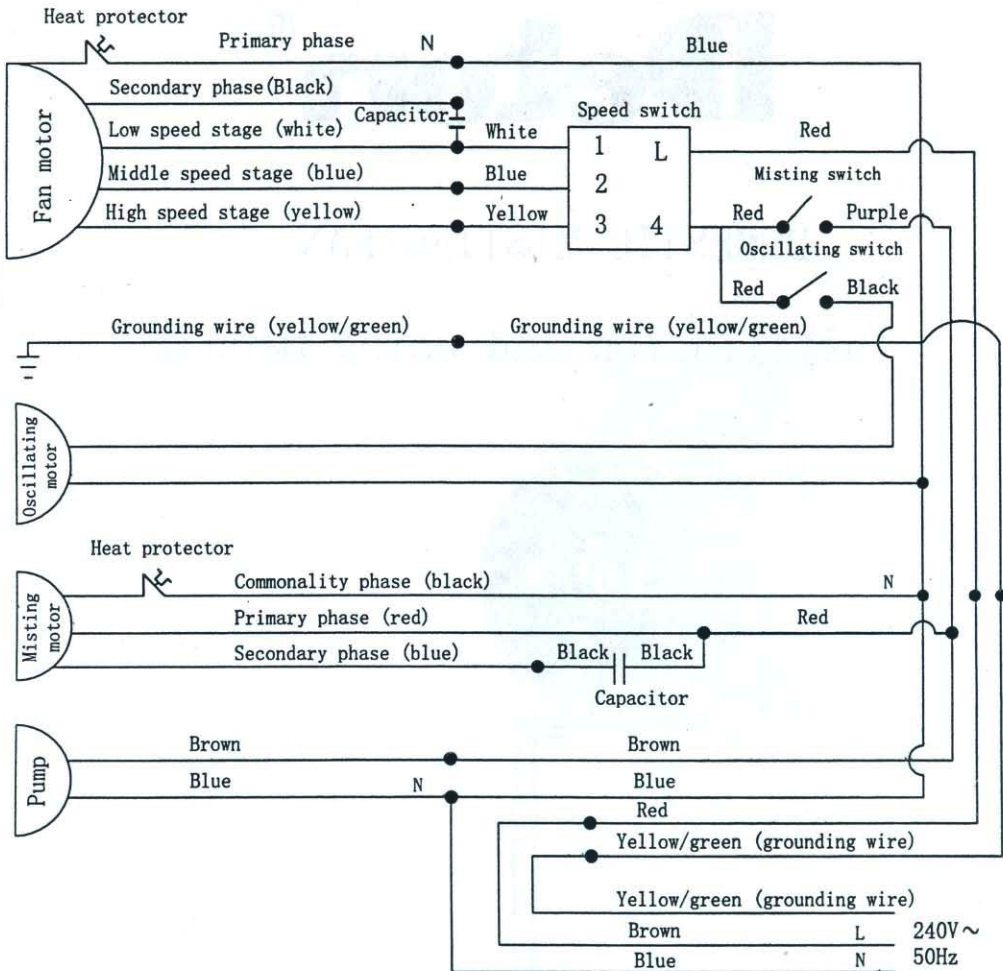 Heat protector
Primary phase N Blue
Secondary phase(Black)
Capacitor
Speed switch
Low speed stage (white) White 1 L Red
Middle speed stage (blue) Blue 2 Misting switch
High speed stage (yellow) Yellow 3 4 Red Purple
Oscillating switch
Red Black
Grounding wire (yellow/green) Grounding wire (yellow/green)
Fan motor
Oscillating
motor
Heat protector
Commonality phase (black) N
Primary phase (red) Red
Secondary phase (blue) Black Black
Capacitor
Misting
motor
Brown Brown
Blue N Blue
Pump
Red
Yellow/green (grounding wire)
Yellow/green (grounding wire)
Brown L 240V～
Blue N 50Hz